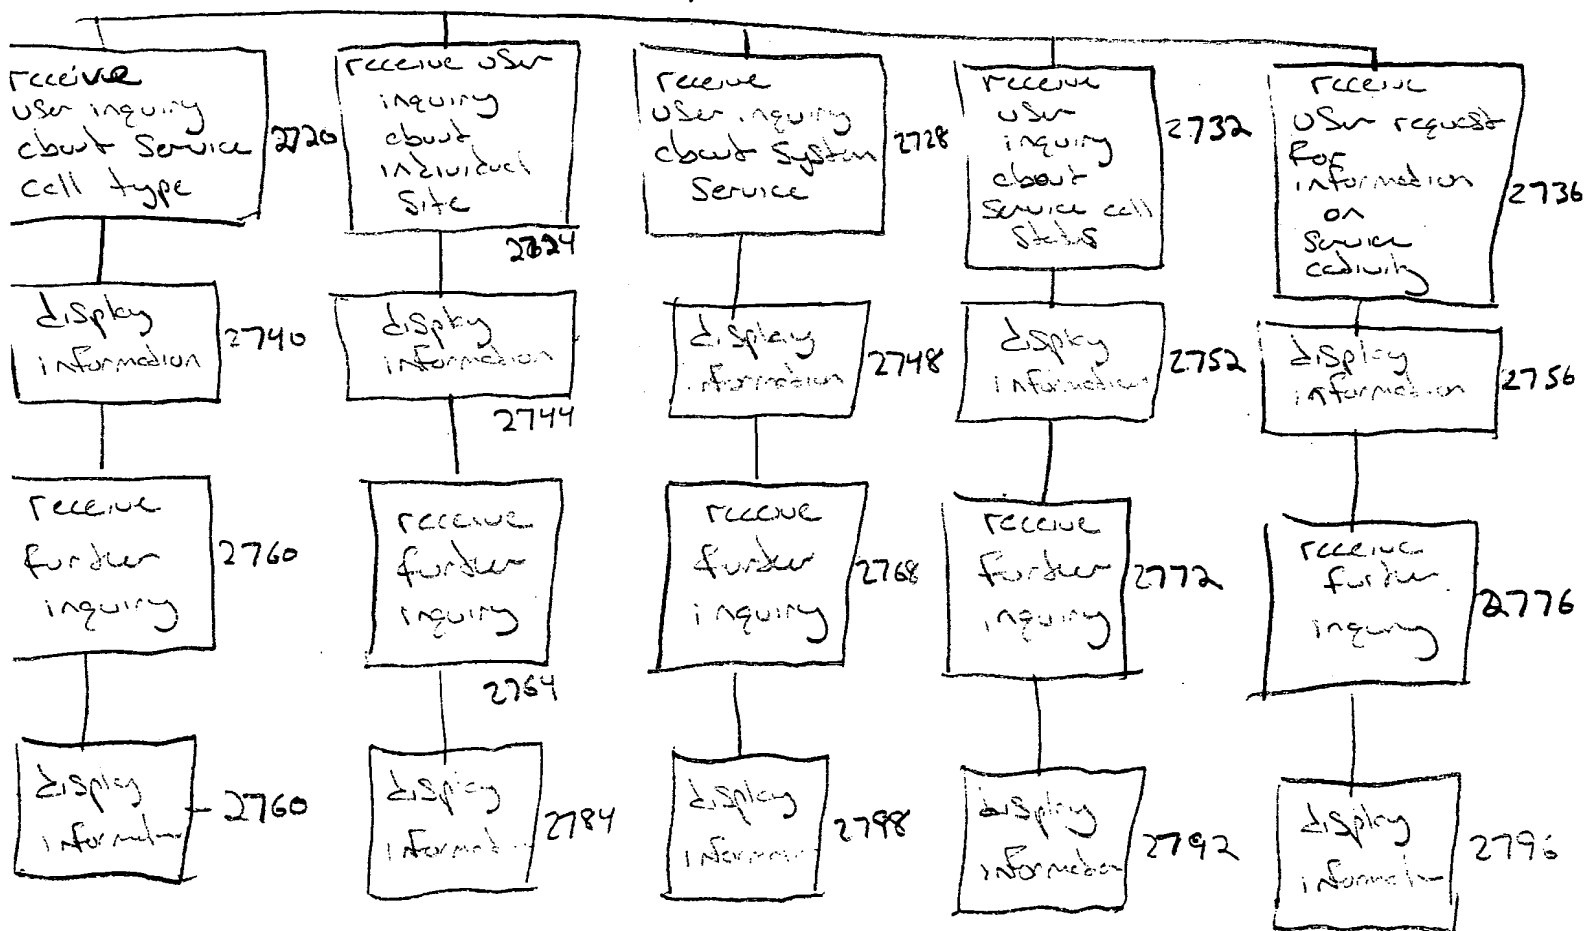 receive
user inquiry
about service
call type
2720
receive user
inquiry
about
individual
site
2724
receive
user inquiry
about system
service
2728
receive
user
inquiry
about
service call
status
2732
receive
user request
for
information
on
service
activity
2736
display
information
2740
display
information
2744
display
information
2748
display
information
2752
display
information
2756
receive
further
inquiry
2760
receive
further
inquiry
2764
receive
further
inquiry
2768
receive
further
inquiry
2772
receive
further
inquiry
2776
display
information
2760
display
information
2784
display
information
2798
display
information
2792
display
information
2796